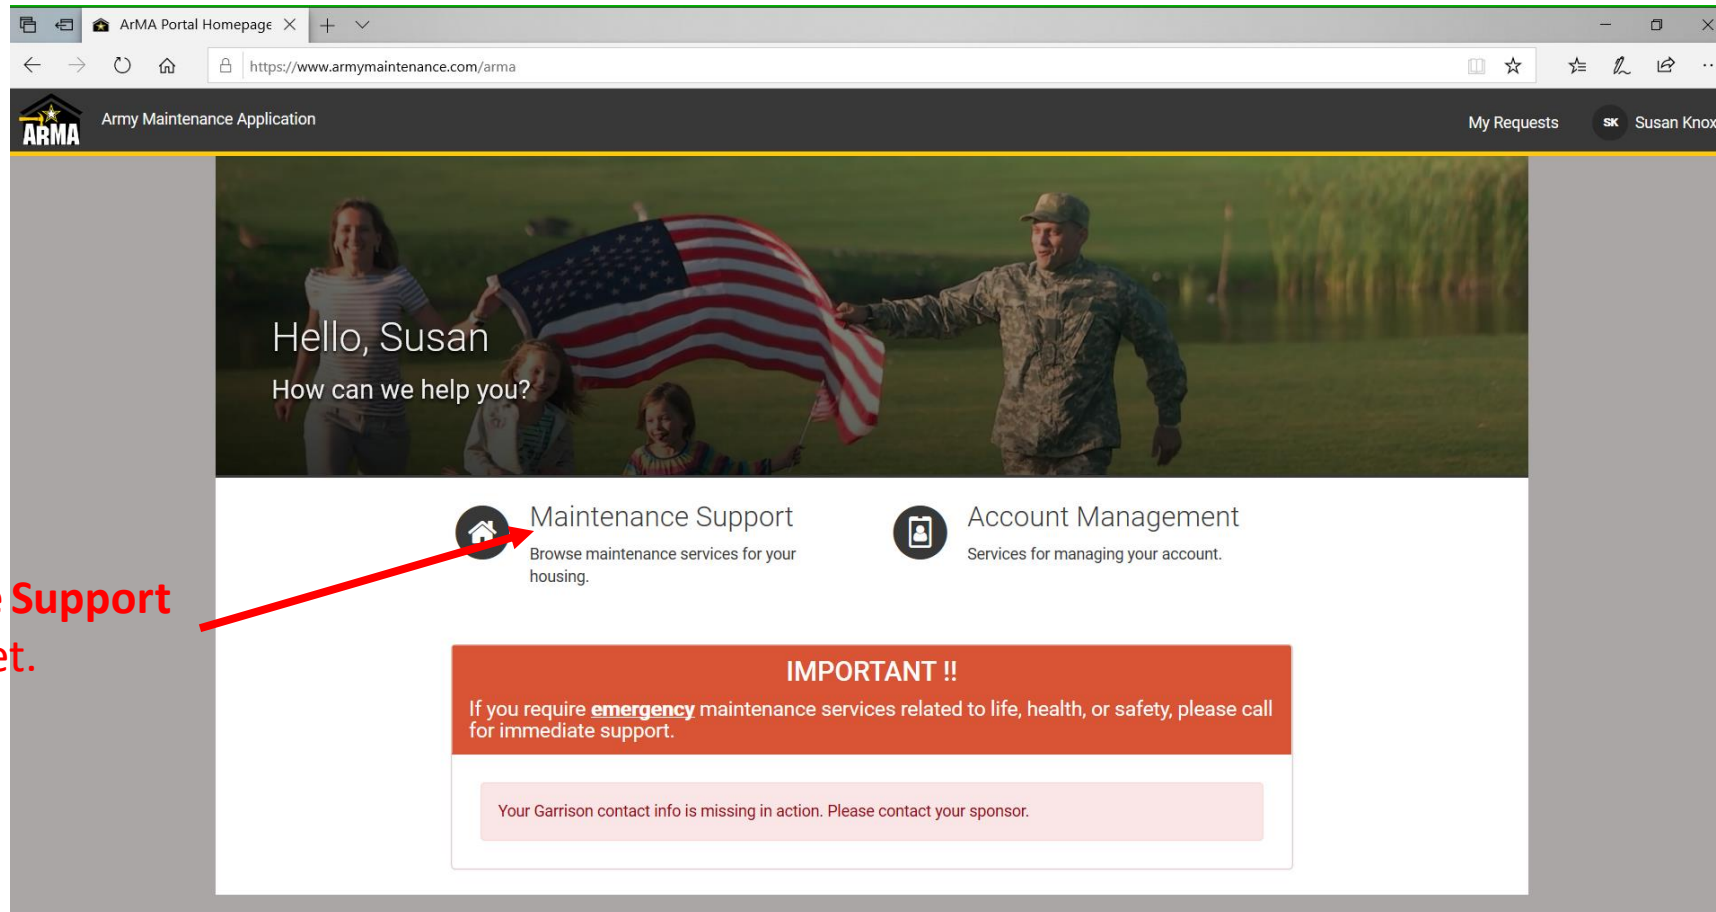 ArMA Portal Homepage
https://www.armymaintenance.com/arma
ARMA
Army Maintenance Application
My Requests
SK
Susan Knox
Hello, Susan
How can we help you?
Maintenance Support
Browse maintenance services for your
housing.
Account Management
Services for managing your account.
Support
et.
IMPORTANT !!
If you require emergency maintenance services related to life, health, or safety, please call
for immediate support.
Your Garrison contact info is missing in action. Please contact your sponsor.